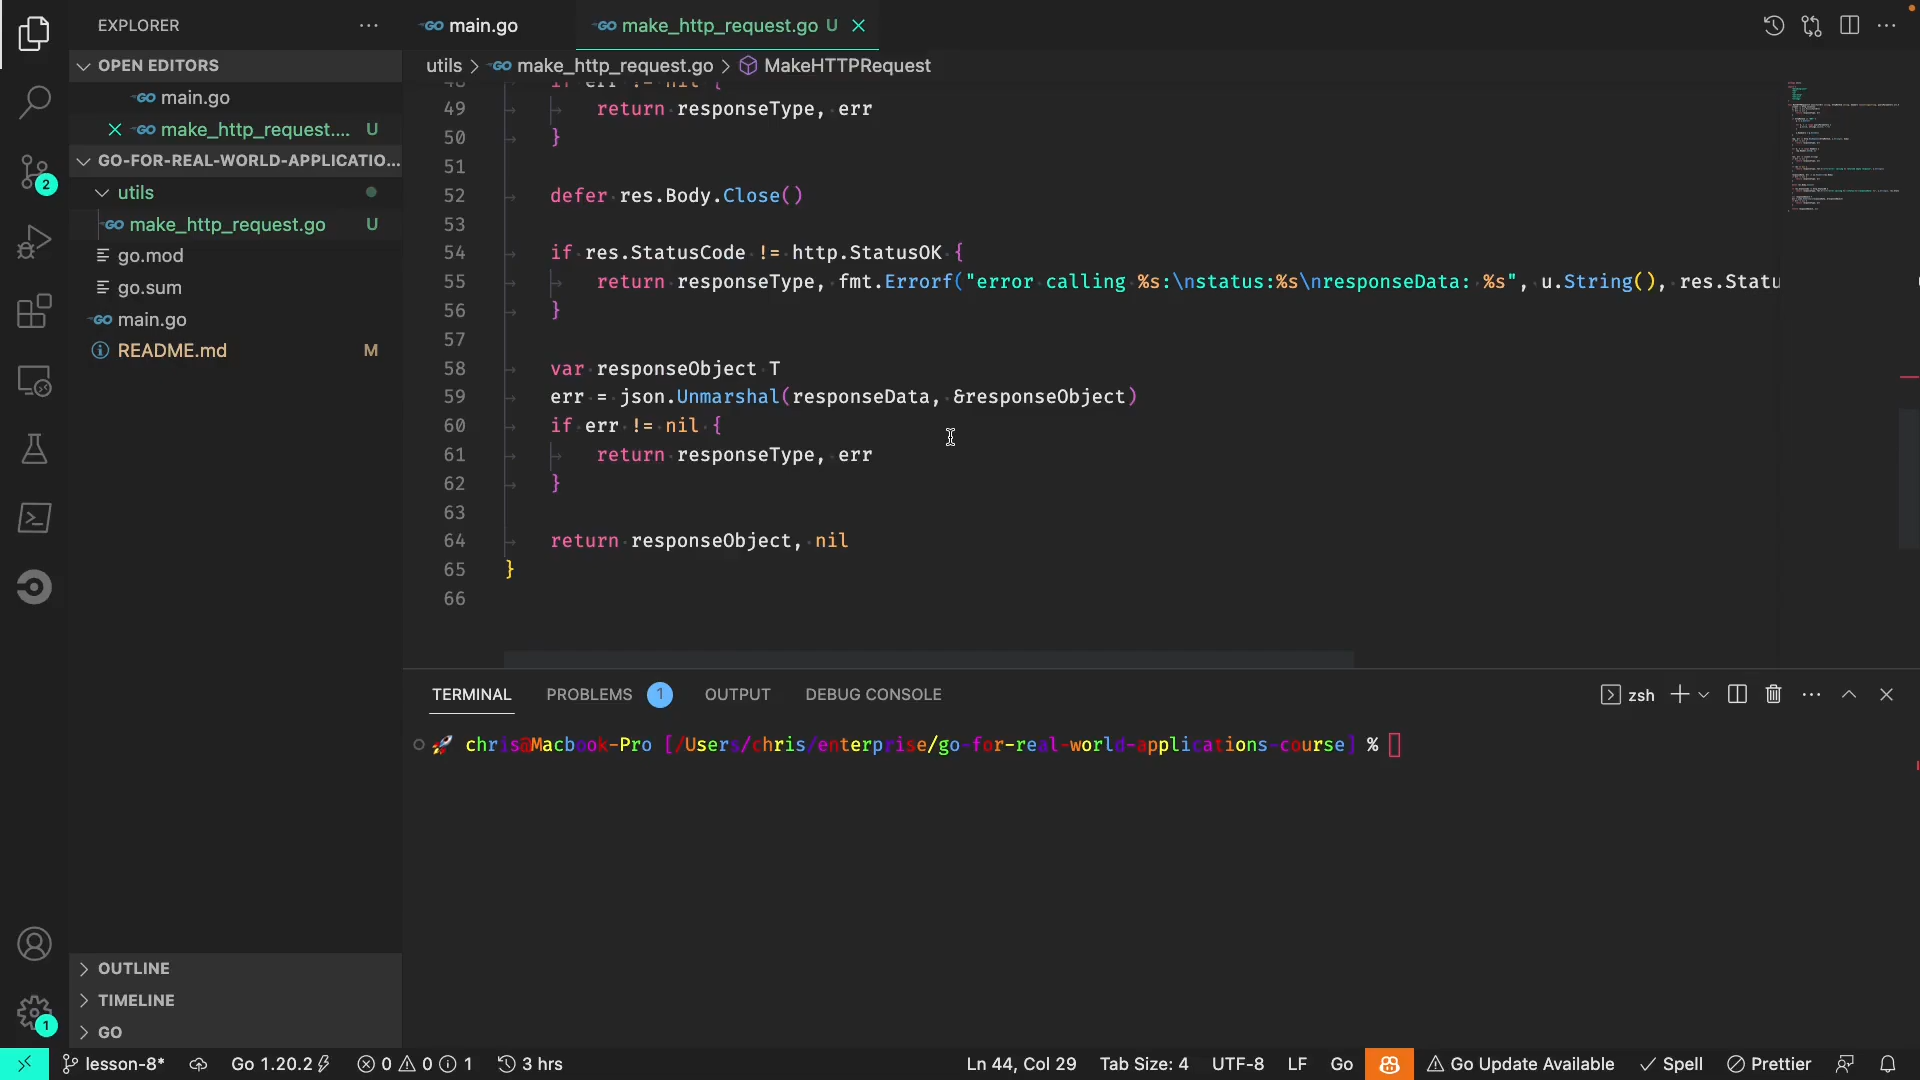 EXPLORER
main.go
make_http_request.go U
OPEN EDITORS
utils > make_http_request.go > MakeHTTPRequest
main.go
make_http_request.... U
GO-FOR-REAL-WORLD-APPLICATIO...
utils
make_http_request.go U
go.mod
go.sum
main.go
README.md M
48 if err != nil {
49 return responseType, err
50 }
51
52 defer res.Body.Close()
53
54 if res.StatusCode != http.StatusOK {
55 return responseType, fmt.Errorf("error calling %s:\nstatus:%s\nresponseData: %s", u.String(), res.Statu
56 }
57
58 var responseObject T
59 err = json.Unmarshal(responseData, &responseObject)
60 if err != nil {
61 return responseType, err
62 }
63
64 return responseObject, nil
65 }
66
2
1
TERMINAL PROBLEMS 1 OUTPUT DEBUG CONSOLE zsh
chris@Macbook-Pro [/Users/chris/enterprise/go-for-real-world-applications-course] %
OUTLINE
TIMELINE
GO
lesson-8* Go 1.20.2 0 0 1 3 hrs Ln 44, Col 29 Tab Size: 4 UTF-8 LF Go Go Update Available Spell Prettier